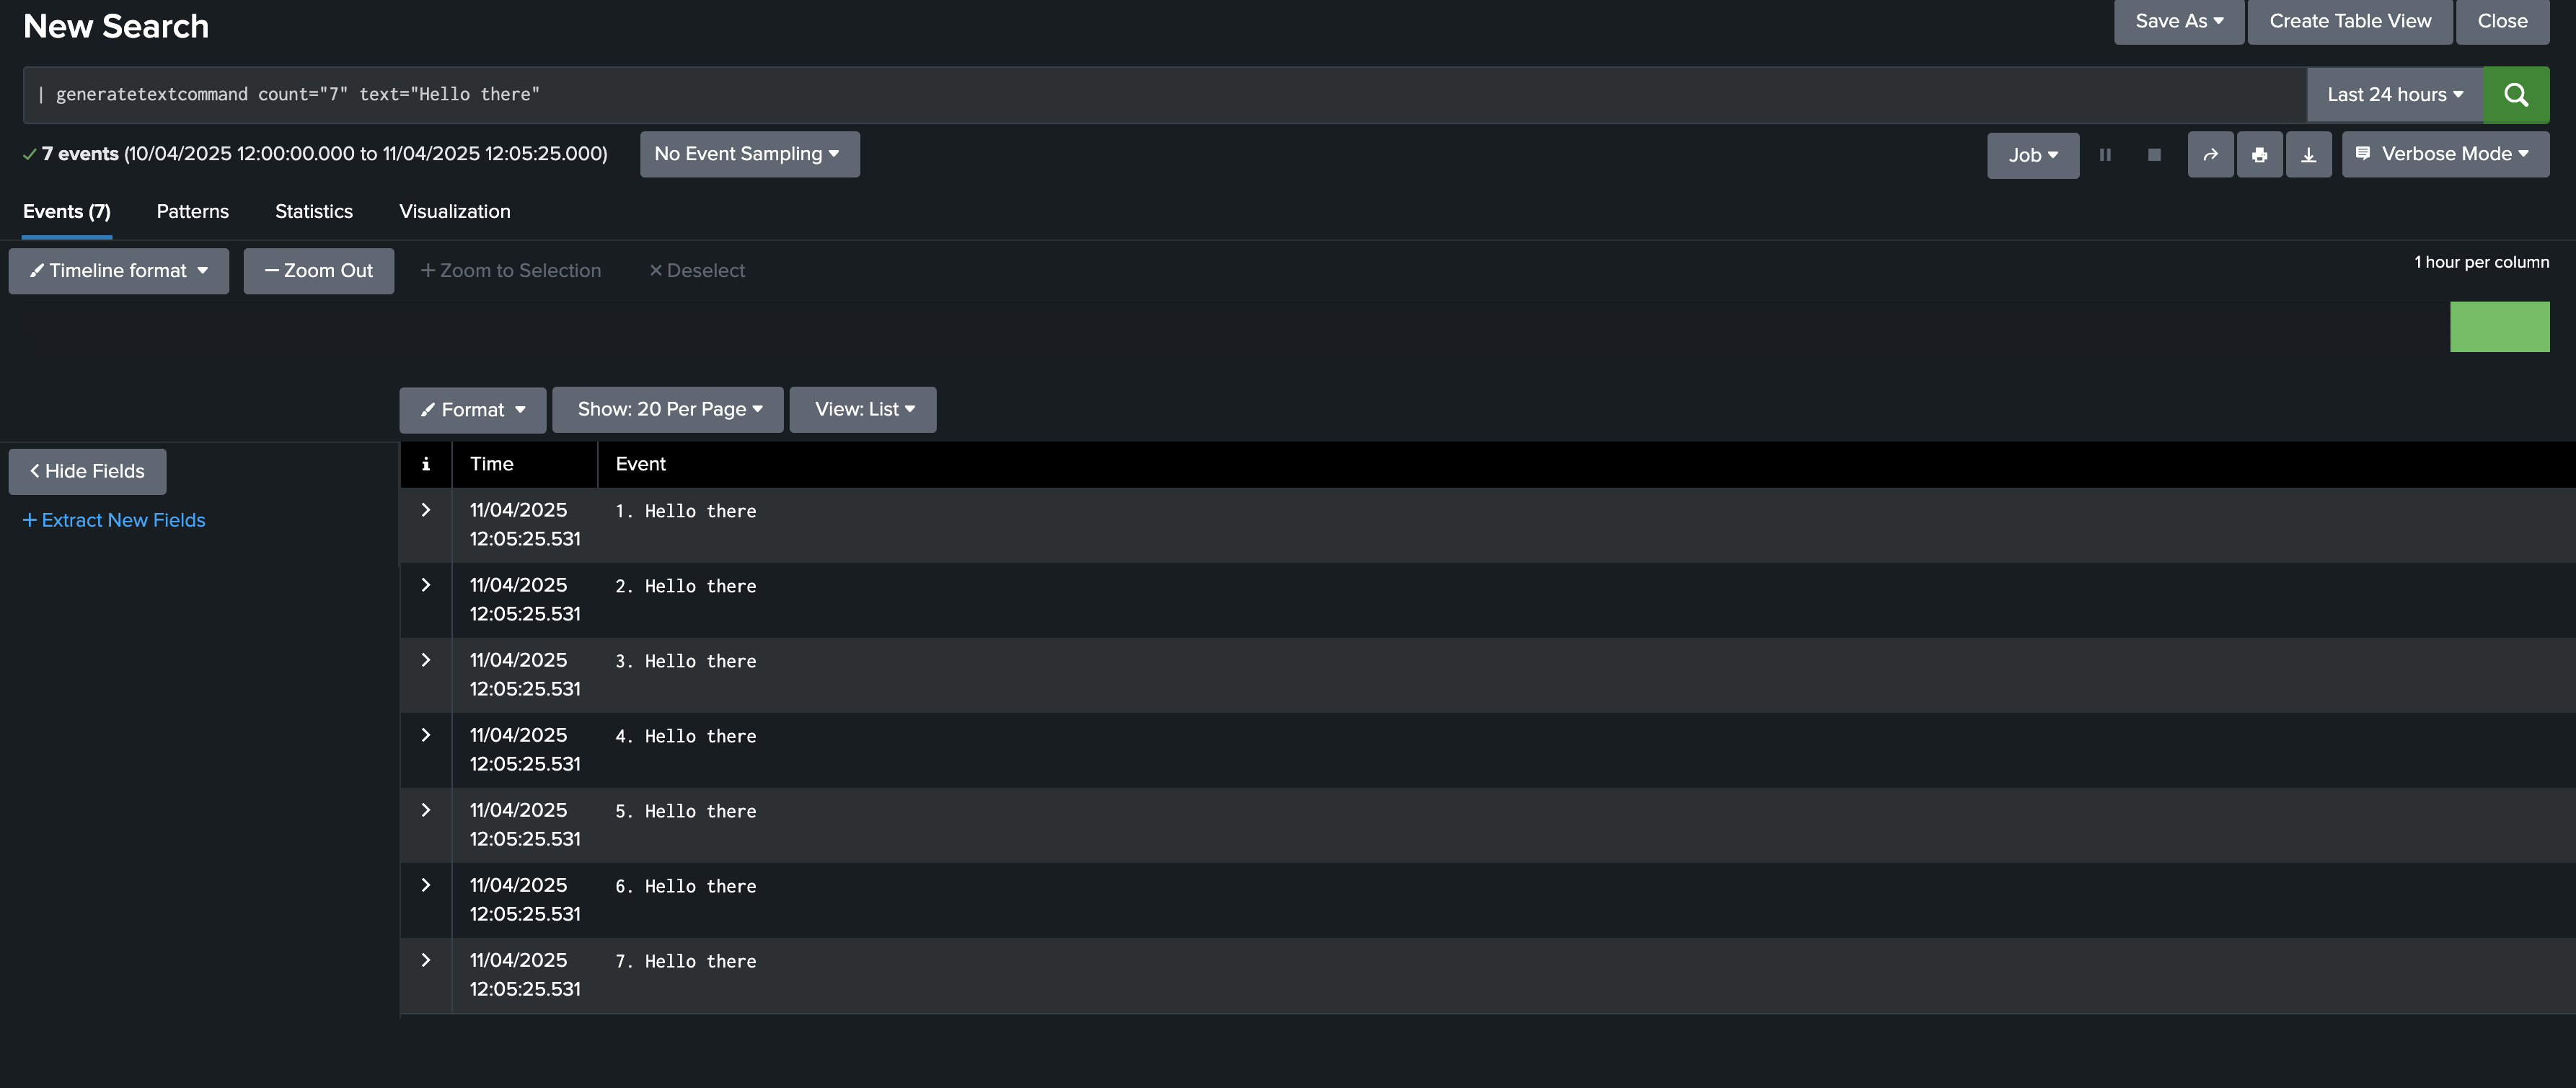 New Search
Save As
Create Table View
Close
| generatetextcommand count="7" text="Hello there"
Last 24 hours
7 events (10/04/2025 12:00:00.000 to 11/04/2025 12:05:25.000)
No Event Sampling
Job
Verbose Mode
Events (7)
Patterns
Statistics
Visualization
Timeline format
— Zoom Out
+ Zoom to Selection
× Deselect
1 hour per column
Format
Show: 20 Per Page
View: List
< Hide Fields
+ Extract New Fields
i
Time
Event
> 11/04/2025
12:05:25.531
1. Hello there
> 11/04/2025
12:05:25.531
2. Hello there
> 11/04/2025
12:05:25.531
3. Hello there
> 11/04/2025
12:05:25.531
4. Hello there
> 11/04/2025
12:05:25.531
5. Hello there
> 11/04/2025
12:05:25.531
6. Hello there
> 11/04/2025
12:05:25.531
7. Hello there